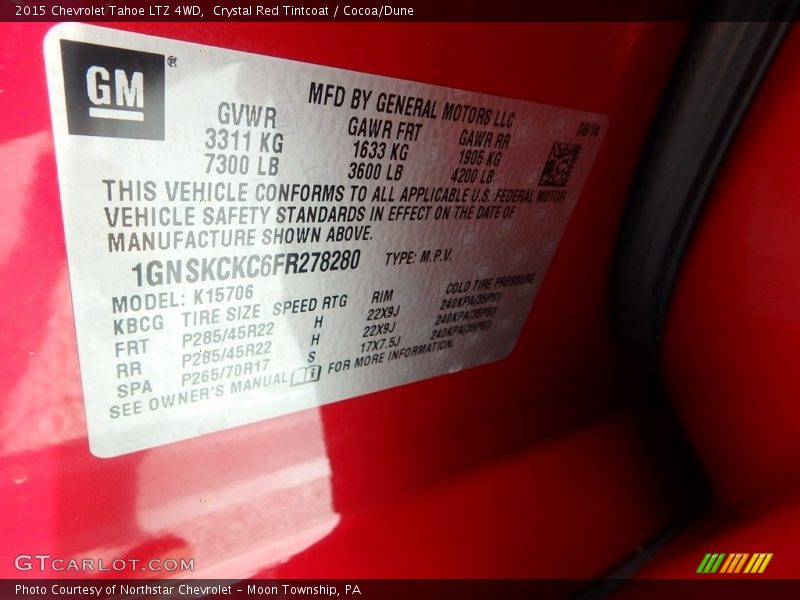 2015 Chevrolet Tahoe LTZ 4WD, Crystal Red Tintcoat / Cocoa/Dune
GM®
MFD BY GENERAL MOTORS LLC
08/14
GVWR GAWR FRT GAWR RR
3311 KG 1633 KG 1905 KG
7300 LB 3600 LB 4200 LB
THIS VEHICLE CONFORMS TO ALL APPLICABLE U.S. FEDERAL MOTOR
VEHICLE SAFETY STANDARDS IN EFFECT ON THE DATE OF
MANUFACTURE SHOWN ABOVE.
1GNSKCKC6FR278280 TYPE: M.P.V.
MODEL: K15706
KBCG TIRE SIZE SPEED RTG RIM COLD TIRE PRESSURE
FRT P285/45R22 H 22X9J 240KPA(35PSI)
RR P285/45R22 H 22X9J 240KPA(35PSI)
SPA P265/70R17 S 17X7.5J 240KPA(35PSI)
SEE OWNER'S MANUAL FOR MORE INFORMATION.
GTCARLOT.COM
Photo Courtesy of Northstar Chevrolet - Moon Township, PA